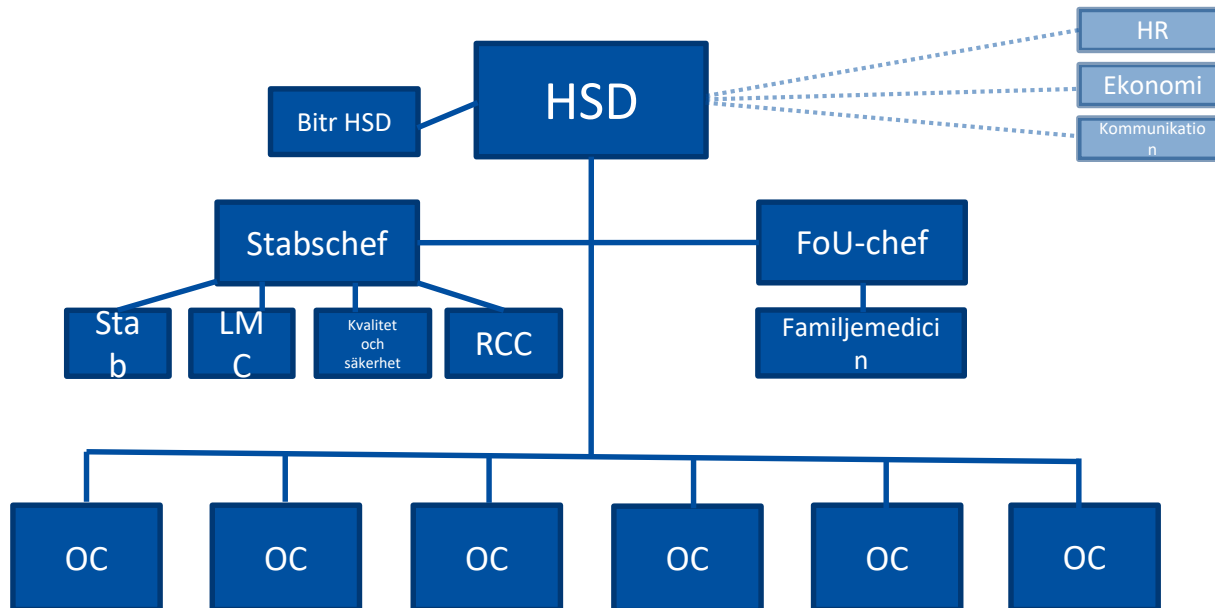 HR
HSD
Ekonomi
Bitr HSD
Kommunikatio
n
Stabschef
FoU-chef
Sta
b
LM
C
Kvalitet
och
säkerhet
RCC
Familjemedici
n
OC
OC
OC
OC
OC
OC